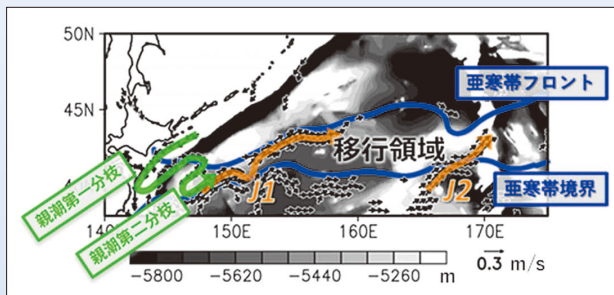 50N
45N
亜寒帯フロント
移行領域
亜寒帯境界
親潮第一分枝
親潮第二分枝
J1
J2
140
150E
160E
170E
−5800
−5620
−5440
−5260
m
0.3 m/s